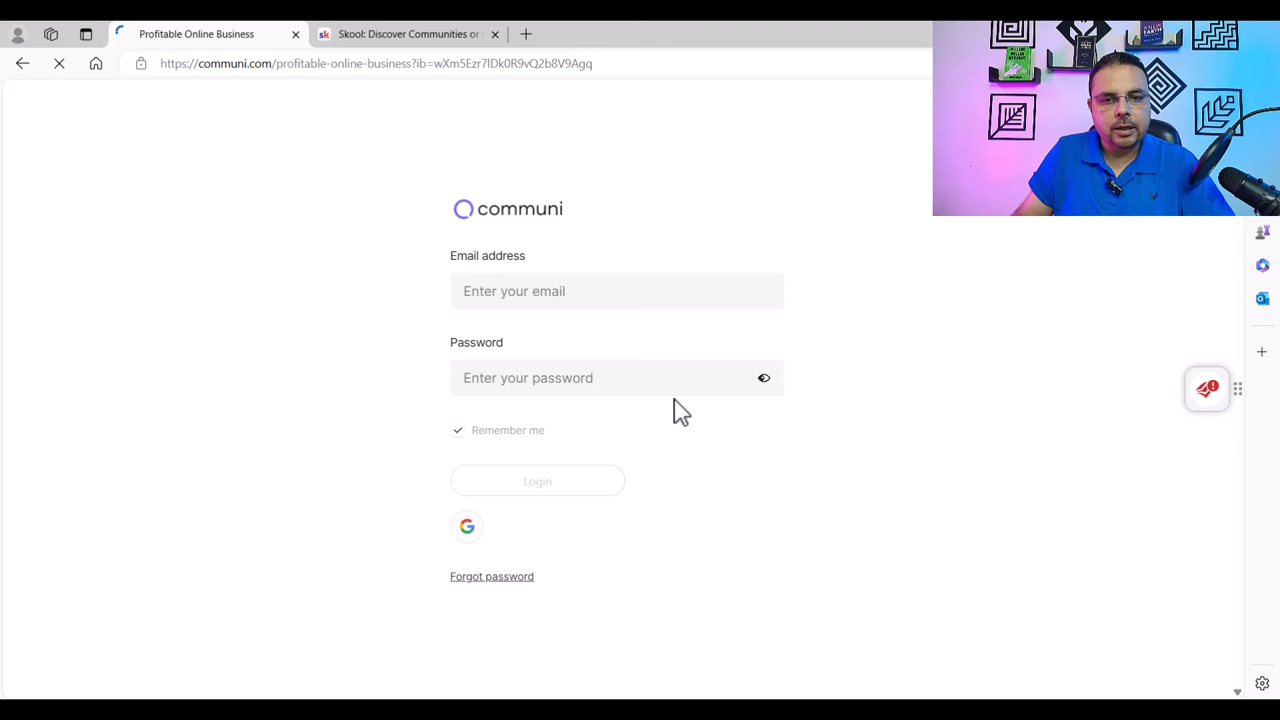 Profitable Online Business
sk Skool: Discover Communities or
https://communi.com/profitable-online-business?ib=wXm5Ezr7lDk0R9vQ2b8V9Agq
communi
Email address
Enter your email
Password
Enter your password
Remember me
Login
G
Forgot password